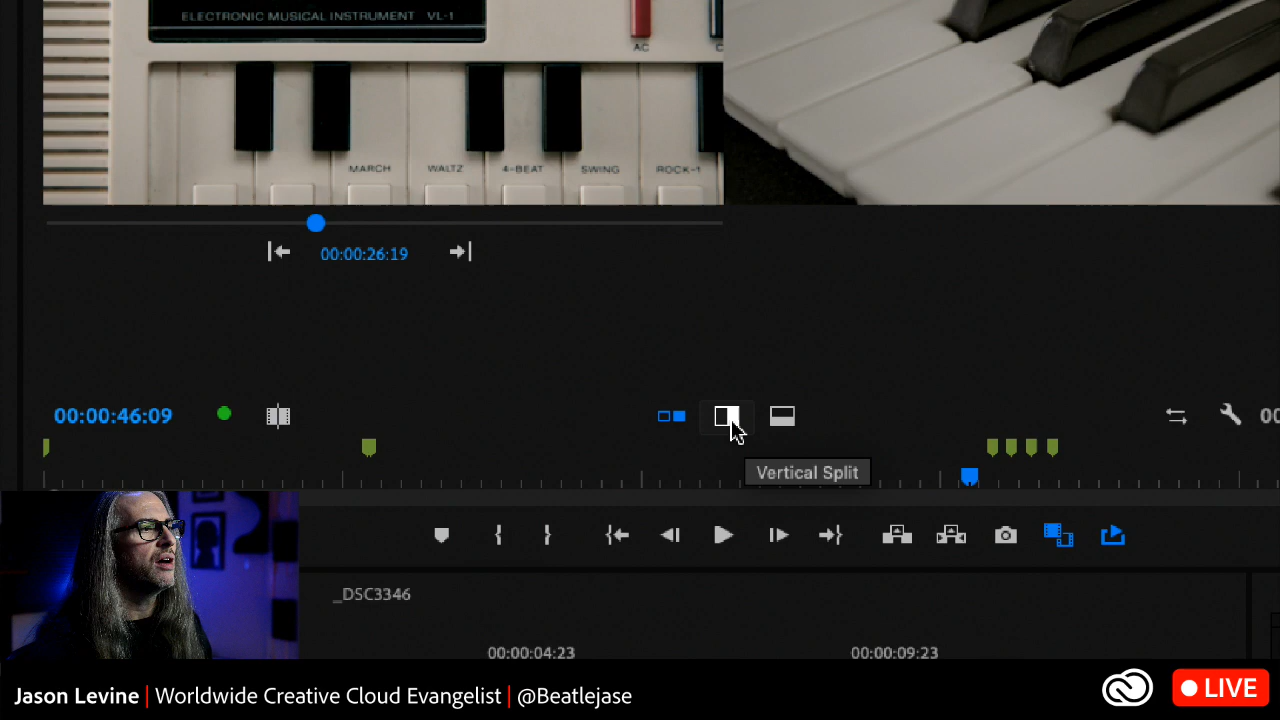 ELECTRONIC MUSICAL INSTRUMENT VL-1
AC
MARCH WALTZ 4-BEAT SWING ROCK-1
00:00:26:19
00:00:46:09
Vertical Split
_DSC3346
00:00:04:23 00:00:09:23
Jason Levine | Worldwide Creative Cloud Evangelist | @Beatlejase
LIVE